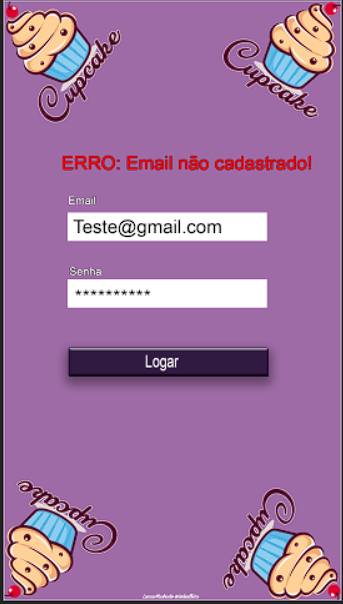 Cupcake
Cupcake
ERRO: Email não cadastrado!
Email
Teste@gmail.com
Senha
**********
Logar
Cupcake
Cupcake